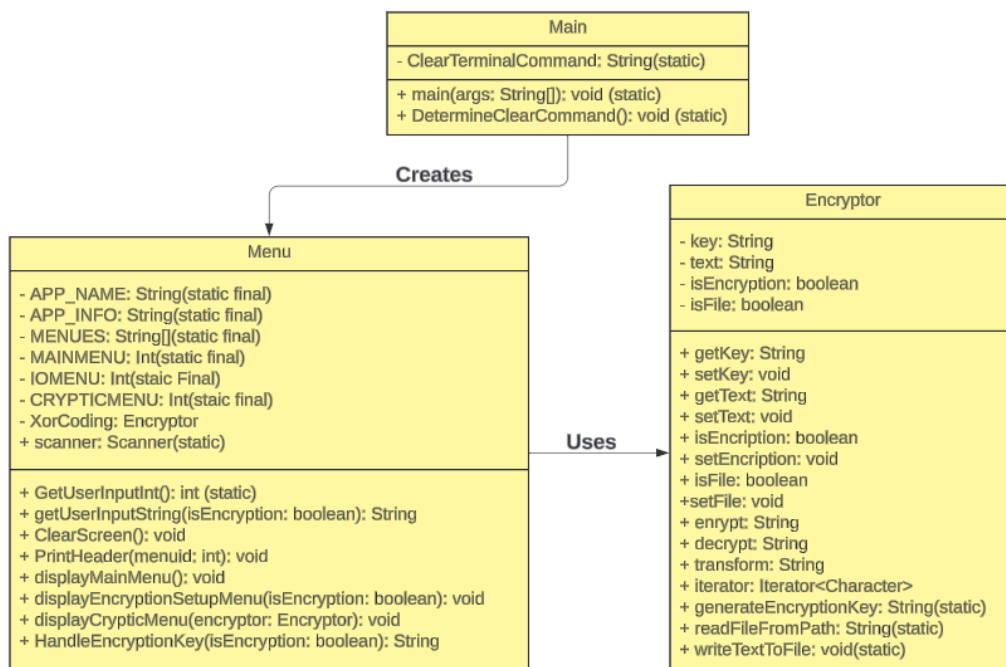 Main
- ClearTerminalCommand: String(static)
+ main(args: String[]): void (static)
+ DetermineClearCommand(): void (static)
Creates
Menu
- APP_NAME: String(static final)
- APP_INFO: String(static final)
- MENUES: String[](static final)
- MAINMENU: Int(static final)
- IOMENU: Int(staic Final)
- CRYPTICMENU: Int(staic final)
- XorCoding: Encryptor
+ scanner: Scanner(static)
+ GetUserInputInt(): int (static)
+ getUserInputString(isEncryption: boolean): String
+ ClearScreen(): void
+ PrintHeader(menuid: int): void
+ displayMainMenu(): void
+ displayEncryptionSetupMenu(isEncryption: boolean): void
+ displayCrypticMenu(encryptor: Encryptor): void
+ HandleEncryptionKey(isEncryption: boolean): String
Uses
Encryptor
- key: String
- text: String
- isEncryption: boolean
- isFile: boolean
+ getKey: String
+ setKey: void
+ getText: String
+ setText: void
+ isEncription: boolean
+ setEncription: void
+ isFile: boolean
+setFile: void
+ enrypt: String
+ decrypt: String
+ transform: String
+ iterator: Iterator<Character>
+ generateEncryptionKey: String(static)
+ readFileFromPath: String(static)
+ writeTextToFile: void(static)